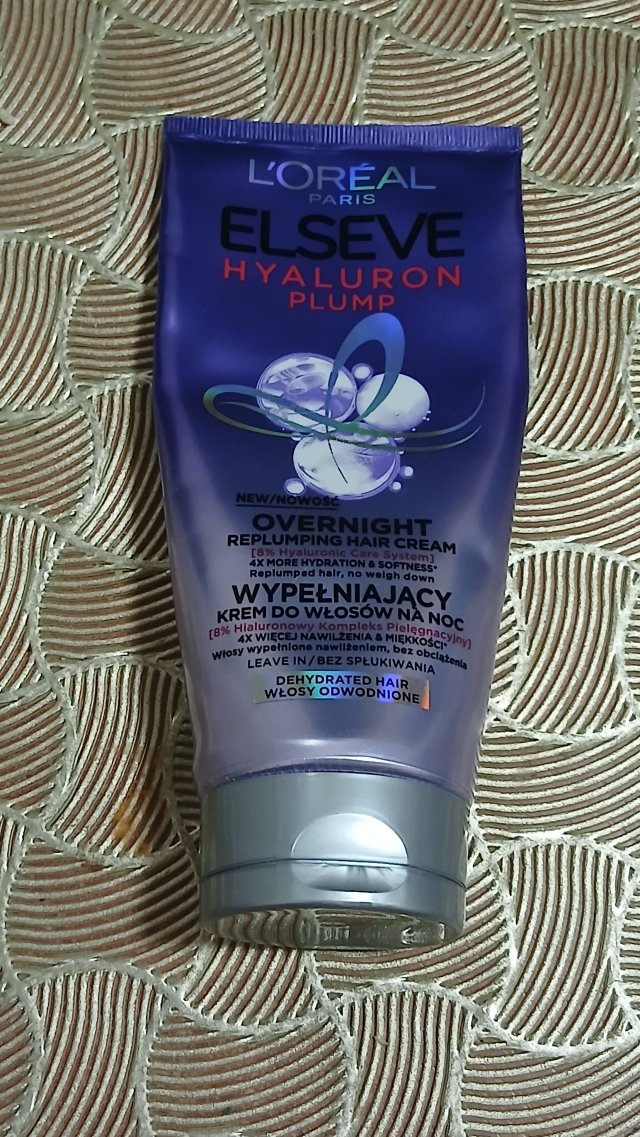 L'ORÉAL
PARIS
ELSEVE
HYALURON
PLUMP
NEW/NOWOŚĆ
OVERNIGHT
REPLUMPING HAIR CREAM
[8% Hyaluronic Care System]
4X MORE HYDRATION & SOFTNESS*
Replumped hair, no weigh down
WYPEŁNIAJĄCY
KREM DO WŁOSÓW NA NOC
[8% Hialuronowy Kompleks Pielęgnacyjny]
4X WIĘCEJ NAWILŻENIA & MIĘKKOŚCI*
Włosy wypełnione nawilżeniem, bez obciążenia
LEAVE IN/BEZ SPŁUKIWANIA
DEHYDRATED HAIR
WŁOSY ODWODNIONE